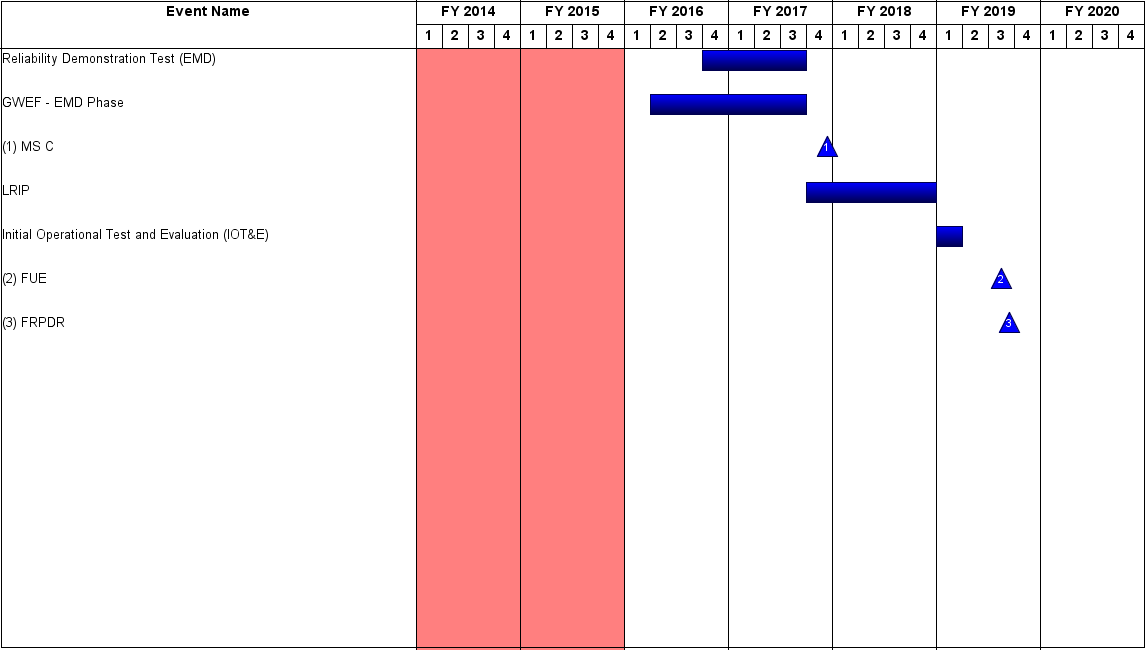 Event Name FY 2014 FY 2015 FY 2016 FY 2017 FY 2018 FY 2019 FY 2020
1 2 3 4 1 2 3 4 1 2 3 4 1 2 3 4 1 2 3 4 1 2 3 4 1 2 3 4
Reliability Demonstration Test (EMD)
GWEF - EMD Phase
(1) MS C 1
LRIP
Initial Operational Test and Evaluation (IOT&E)
(2) FUE 2
(3) FRPDR 3